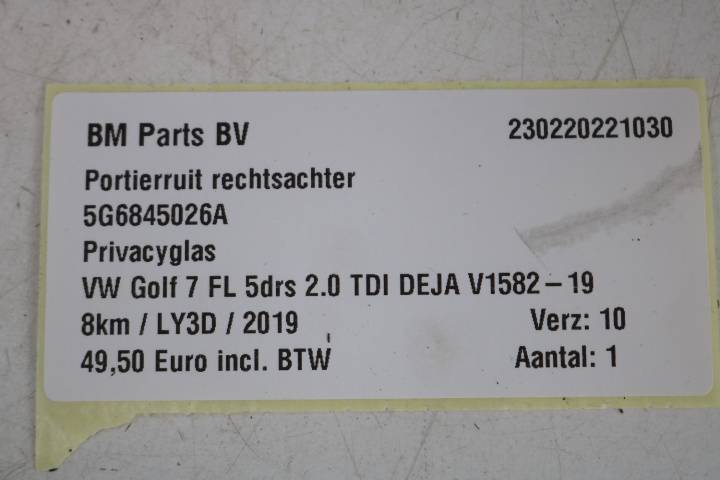 BM Parts BV 230220221030
Portierruit rechtsachter
5G6845026A
Privacyglas
VW Golf 7 FL 5drs 2.0 TDI DEJA V1582 – 19
8km / LY3D / 2019 Verz: 10
49,50 Euro incl. BTW Aantal: 1